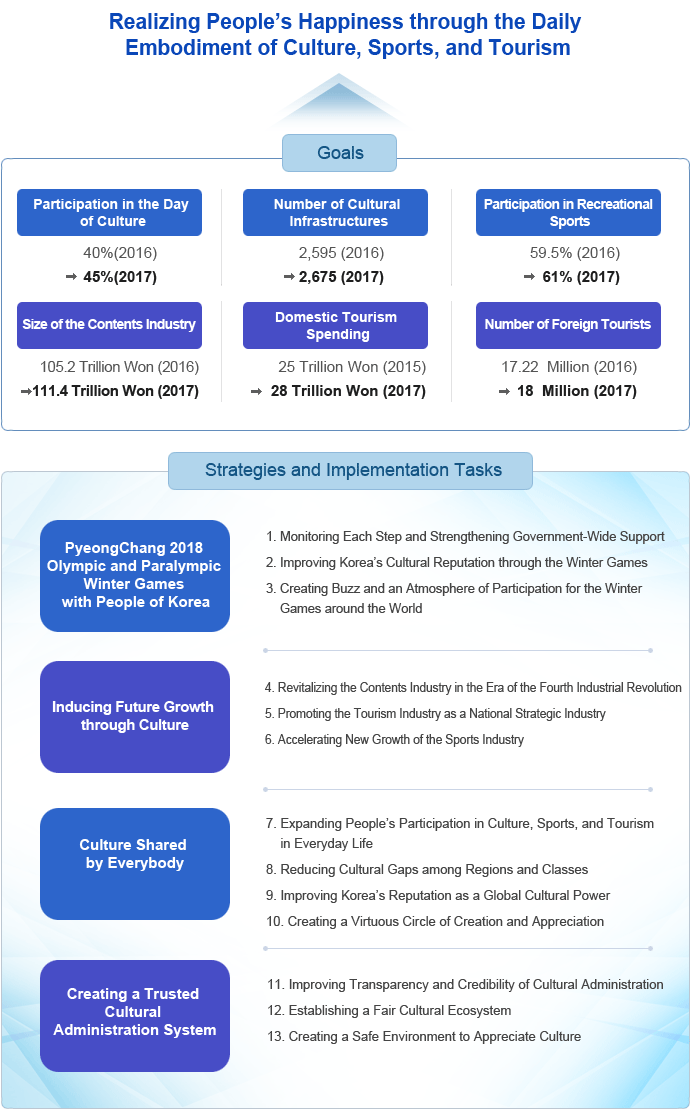 Realizing People's Happiness through the Daily
Embodiment of Culture, Sports, and Tourism
Goals
Participation in the Day
of Culture
40%(2016)
➞ 45%(2017)
Number of Cultural
Infrastructures
2,595 (2016)
➞ 2,675 (2017)
Participation in Recreational
Sports
59.5% (2016)
➞ 61% (2017)
Size of the Contents Industry
105.2 Trillion Won (2016)
➞111.4 Trillion Won (2017)
Domestic Tourism
Spending
25 Trillion Won (2015)
➞ 28 Trillion Won (2017)
Number of Foreign Tourists
17.22 Million (2016)
➞ 18 Million (2017)
Strategies and Implementation Tasks
PyeongChang 2018
Olympic and Paralympic
Winter Games
with People of Korea
1. Monitoring Each Step and Strengthening Government-Wide Support
2. Improving Korea's Cultural Reputation through the Winter Games
3. Creating Buzz and an Atmosphere of Participation for the Winter
Games around the World
Inducing Future Growth
through Culture
4. Revitalizing the Contents Industry in the Era of the Fourth Industrial Revolution
5. Promoting the Tourism Industry as a National Strategic Industry
6. Accelerating New Growth of the Sports Industry
Culture Shared
by Everybody
7. Expanding People's Participation in Culture, Sports, and Tourism
in Everyday Life
8. Reducing Cultural Gaps among Regions and Classes
9. Improving Korea's Reputation as a Global Cultural Power
10. Creating a Virtuous Circle of Creation and Appreciation
Creating a Trusted
Cultural
Administration System
11. Improving Transparency and Credibility of Cultural Administration
12. Establishing a Fair Cultural Ecosystem
13. Creating a Safe Environment to Appreciate Culture